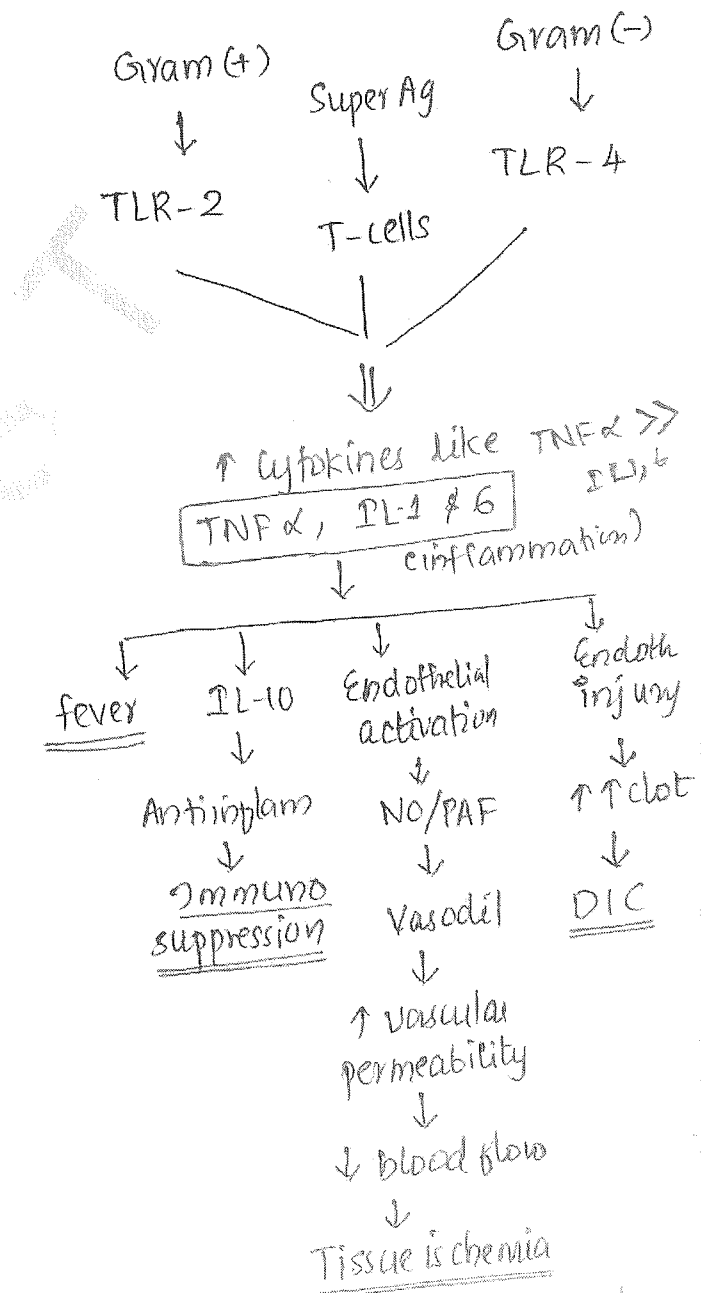 Gram (+)
Super Ag
Gram (-)
↓
↓
↓
TLR-2
T-cells
TLR-4
⇓
↑ Cytokines like TNFα >>
IL1,6
TNFα, IL-1 & 6
(inflammation)
↓
↓ ↓ ↓ ↓
fever
IL-10
↓
Antiinflam
↓
Immuno
suppression
Endothelial
activation
↓
NO/PAF
↓
Vasodil
↓
↑ vascular
permeability
↓
↓ blood flow
↓
Tissue ischemia
Endoth
injury
↓
↑↑ clot
↓
DIC